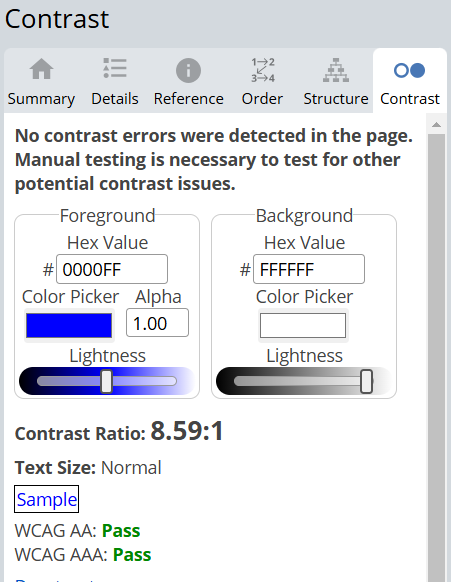 Contrast
Summary Details Reference Order Structure Contrast
1→2
3→4
No contrast errors were detected in the page.
Manual testing is necessary to test for other
potential contrast issues.
Foreground
Hex Value
# 0000FF
Color Picker Alpha
1.00
Lightness
Background
Hex Value
# FFFFFF
Color Picker
Lightness
Contrast Ratio: 8.59:1
Text Size: Normal
Sample
WCAG AA: Pass
WCAG AAA: Pass